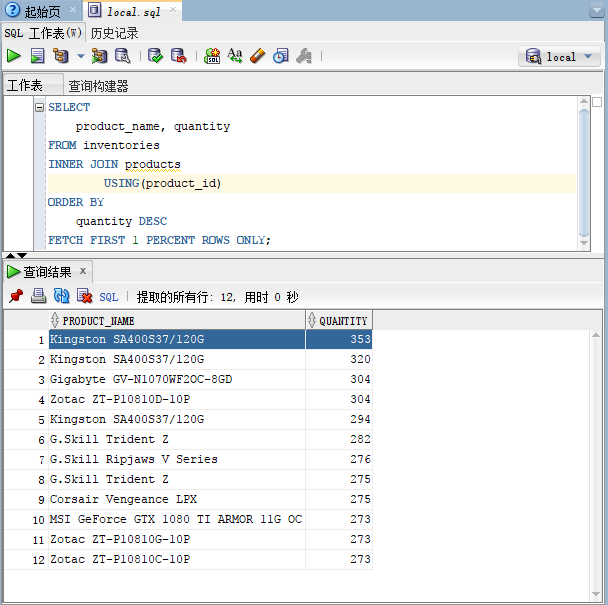 起始页 local.sql
SQL 工作表(W) 历史记录
local
工作表 查询构建器
SELECT
product_name, quantity
FROM inventories
INNER JOIN products
USING(product_id)
ORDER BY
quantity DESC
FETCH FIRST 1 PERCENT ROWS ONLY;
查询结果 x
SQL | 提取的所有行: 12, 用时 0 秒
PRODUCT_NAME QUANTITY
1 Kingston SA400S37/120G 353
2 Kingston SA400S37/120G 320
3 Gigabyte GV-N1070WF2OC-8GD 304
4 Zotac ZT-P10810D-10P 304
5 Kingston SA400S37/120G 294
6 G.Skill Trident Z 282
7 G.Skill Ripjaws V Series 276
8 G.Skill Trident Z 275
9 Corsair Vengeance LPX 275
10 MSI GeForce GTX 1080 TI ARMOR 11G OC 273
11 Zotac ZT-P10810G-10P 273
12 Zotac ZT-P10810C-10P 273